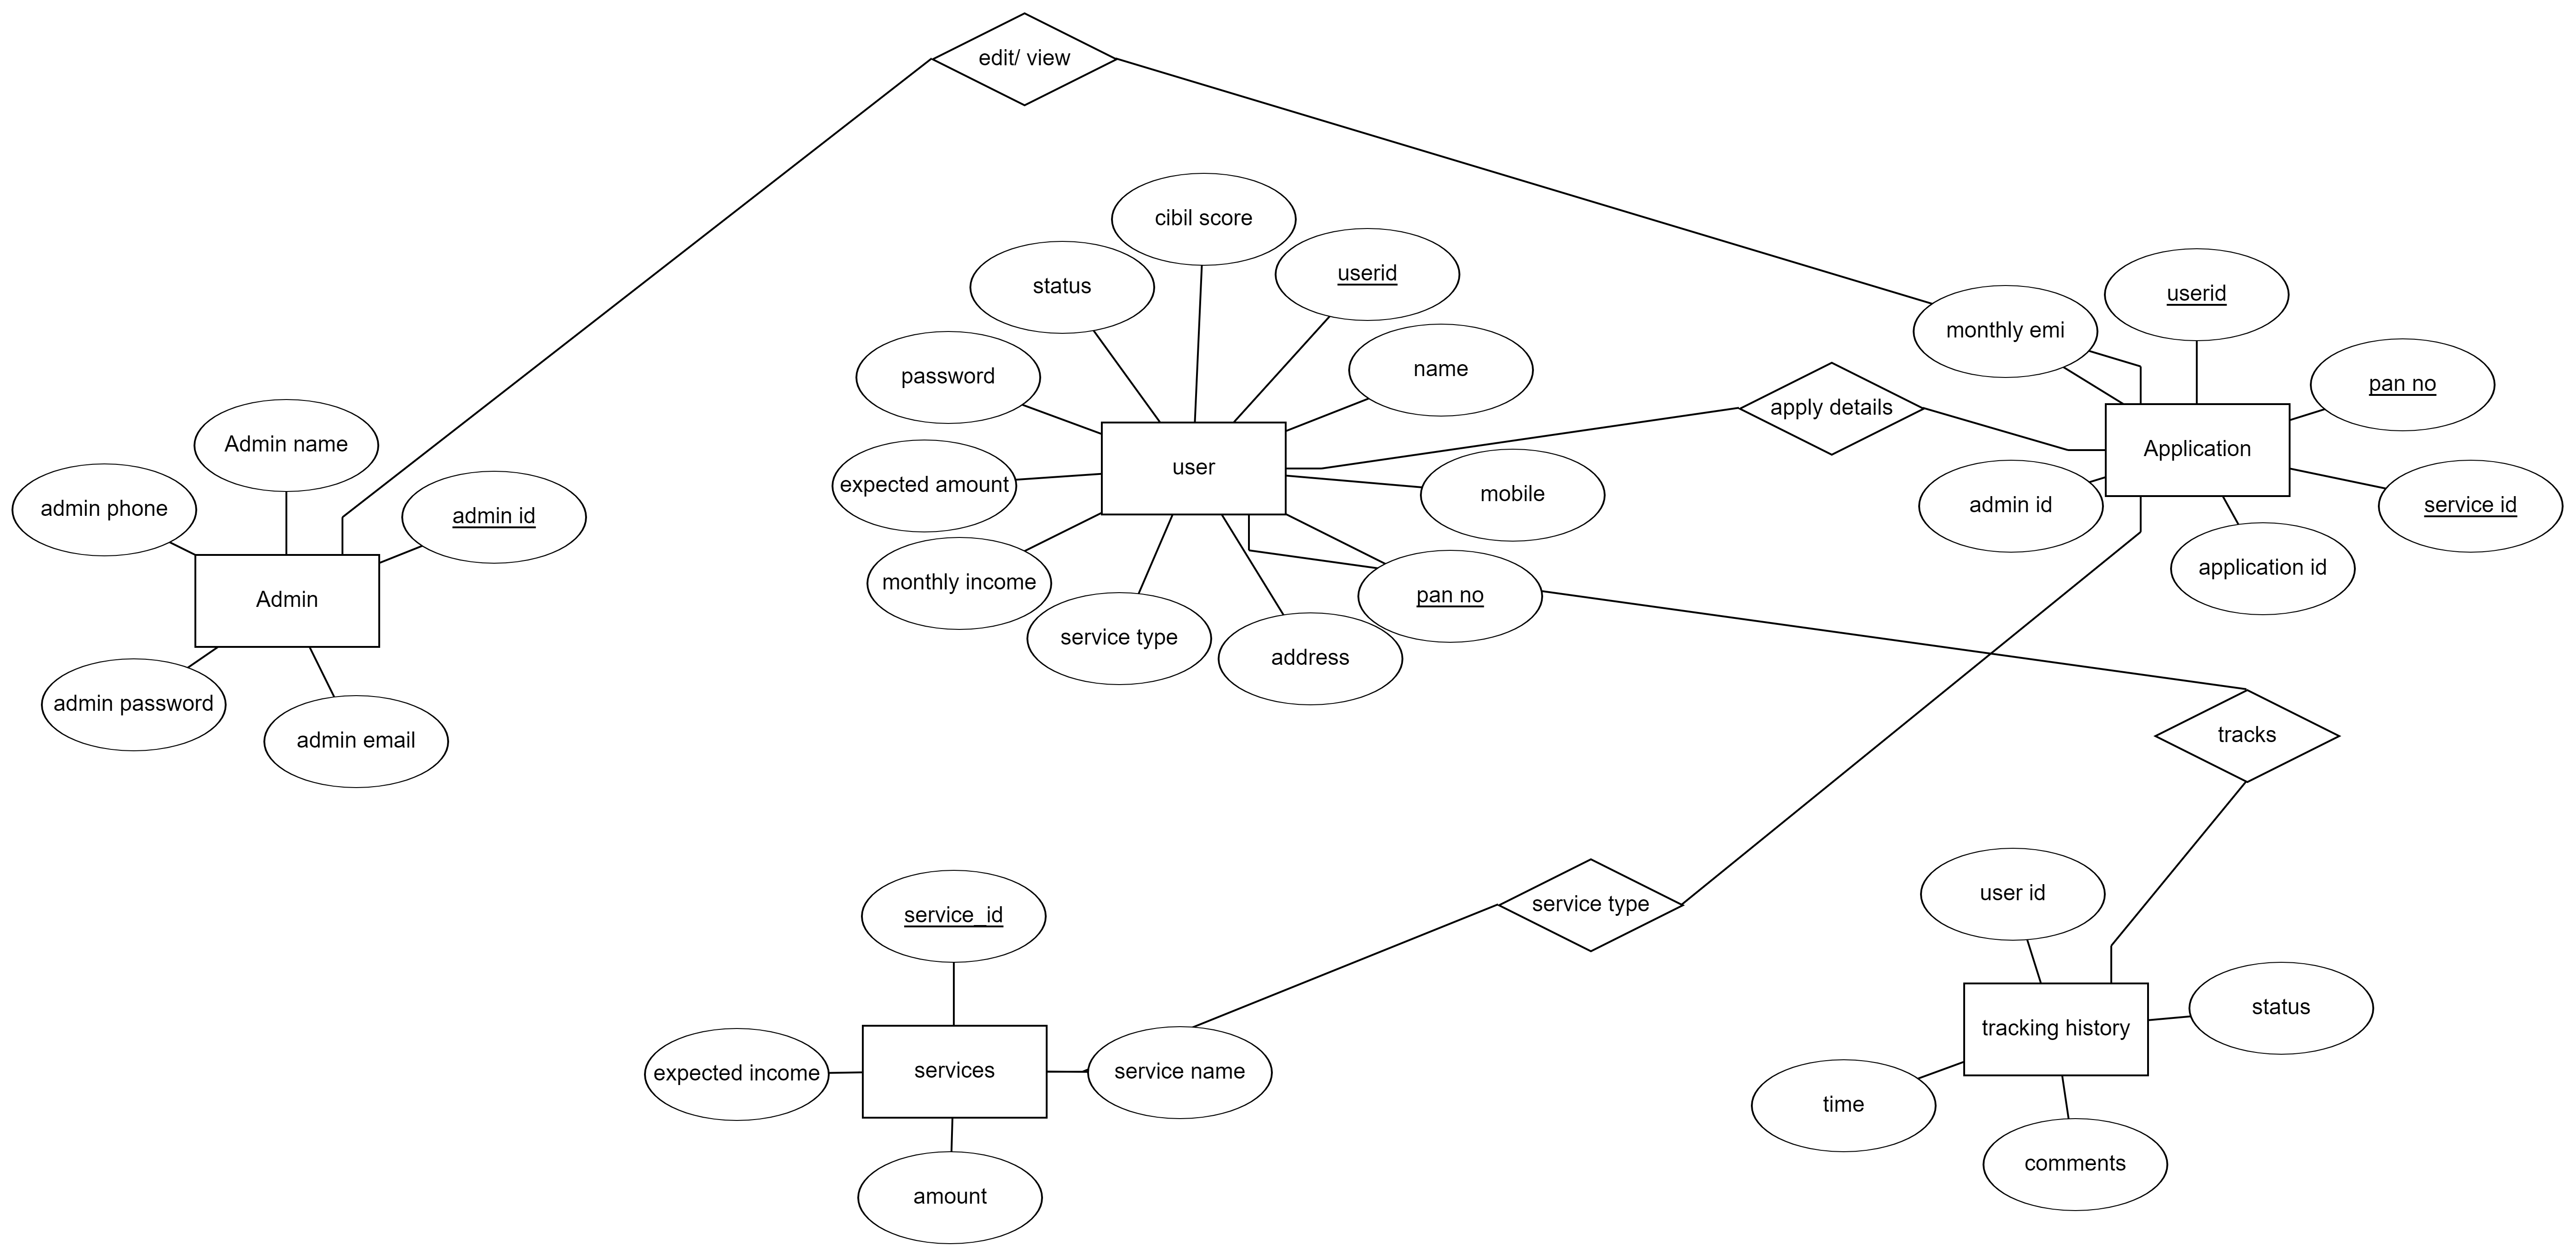 edit/ view
cibil score
userid
status
name
password
expected amount
user
mobile
monthly income
pan no
service type
address
monthly emi
userid
pan no
apply details
Application
admin id
service id
application id
Admin name
admin phone
admin id
Admin
admin password
admin email
tracks
service type
service_id
expected income
services
service name
amount
user id
status
tracking history
time
comments